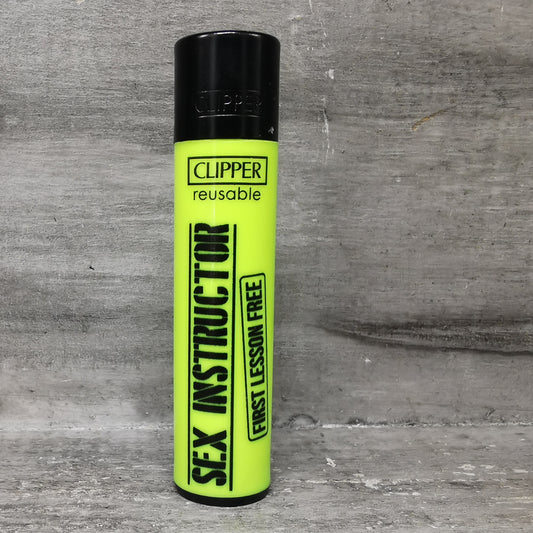 CLIPPER
CLIPPER
reusable
SEX INSTRUCTOR
FIRST LESSON FREE